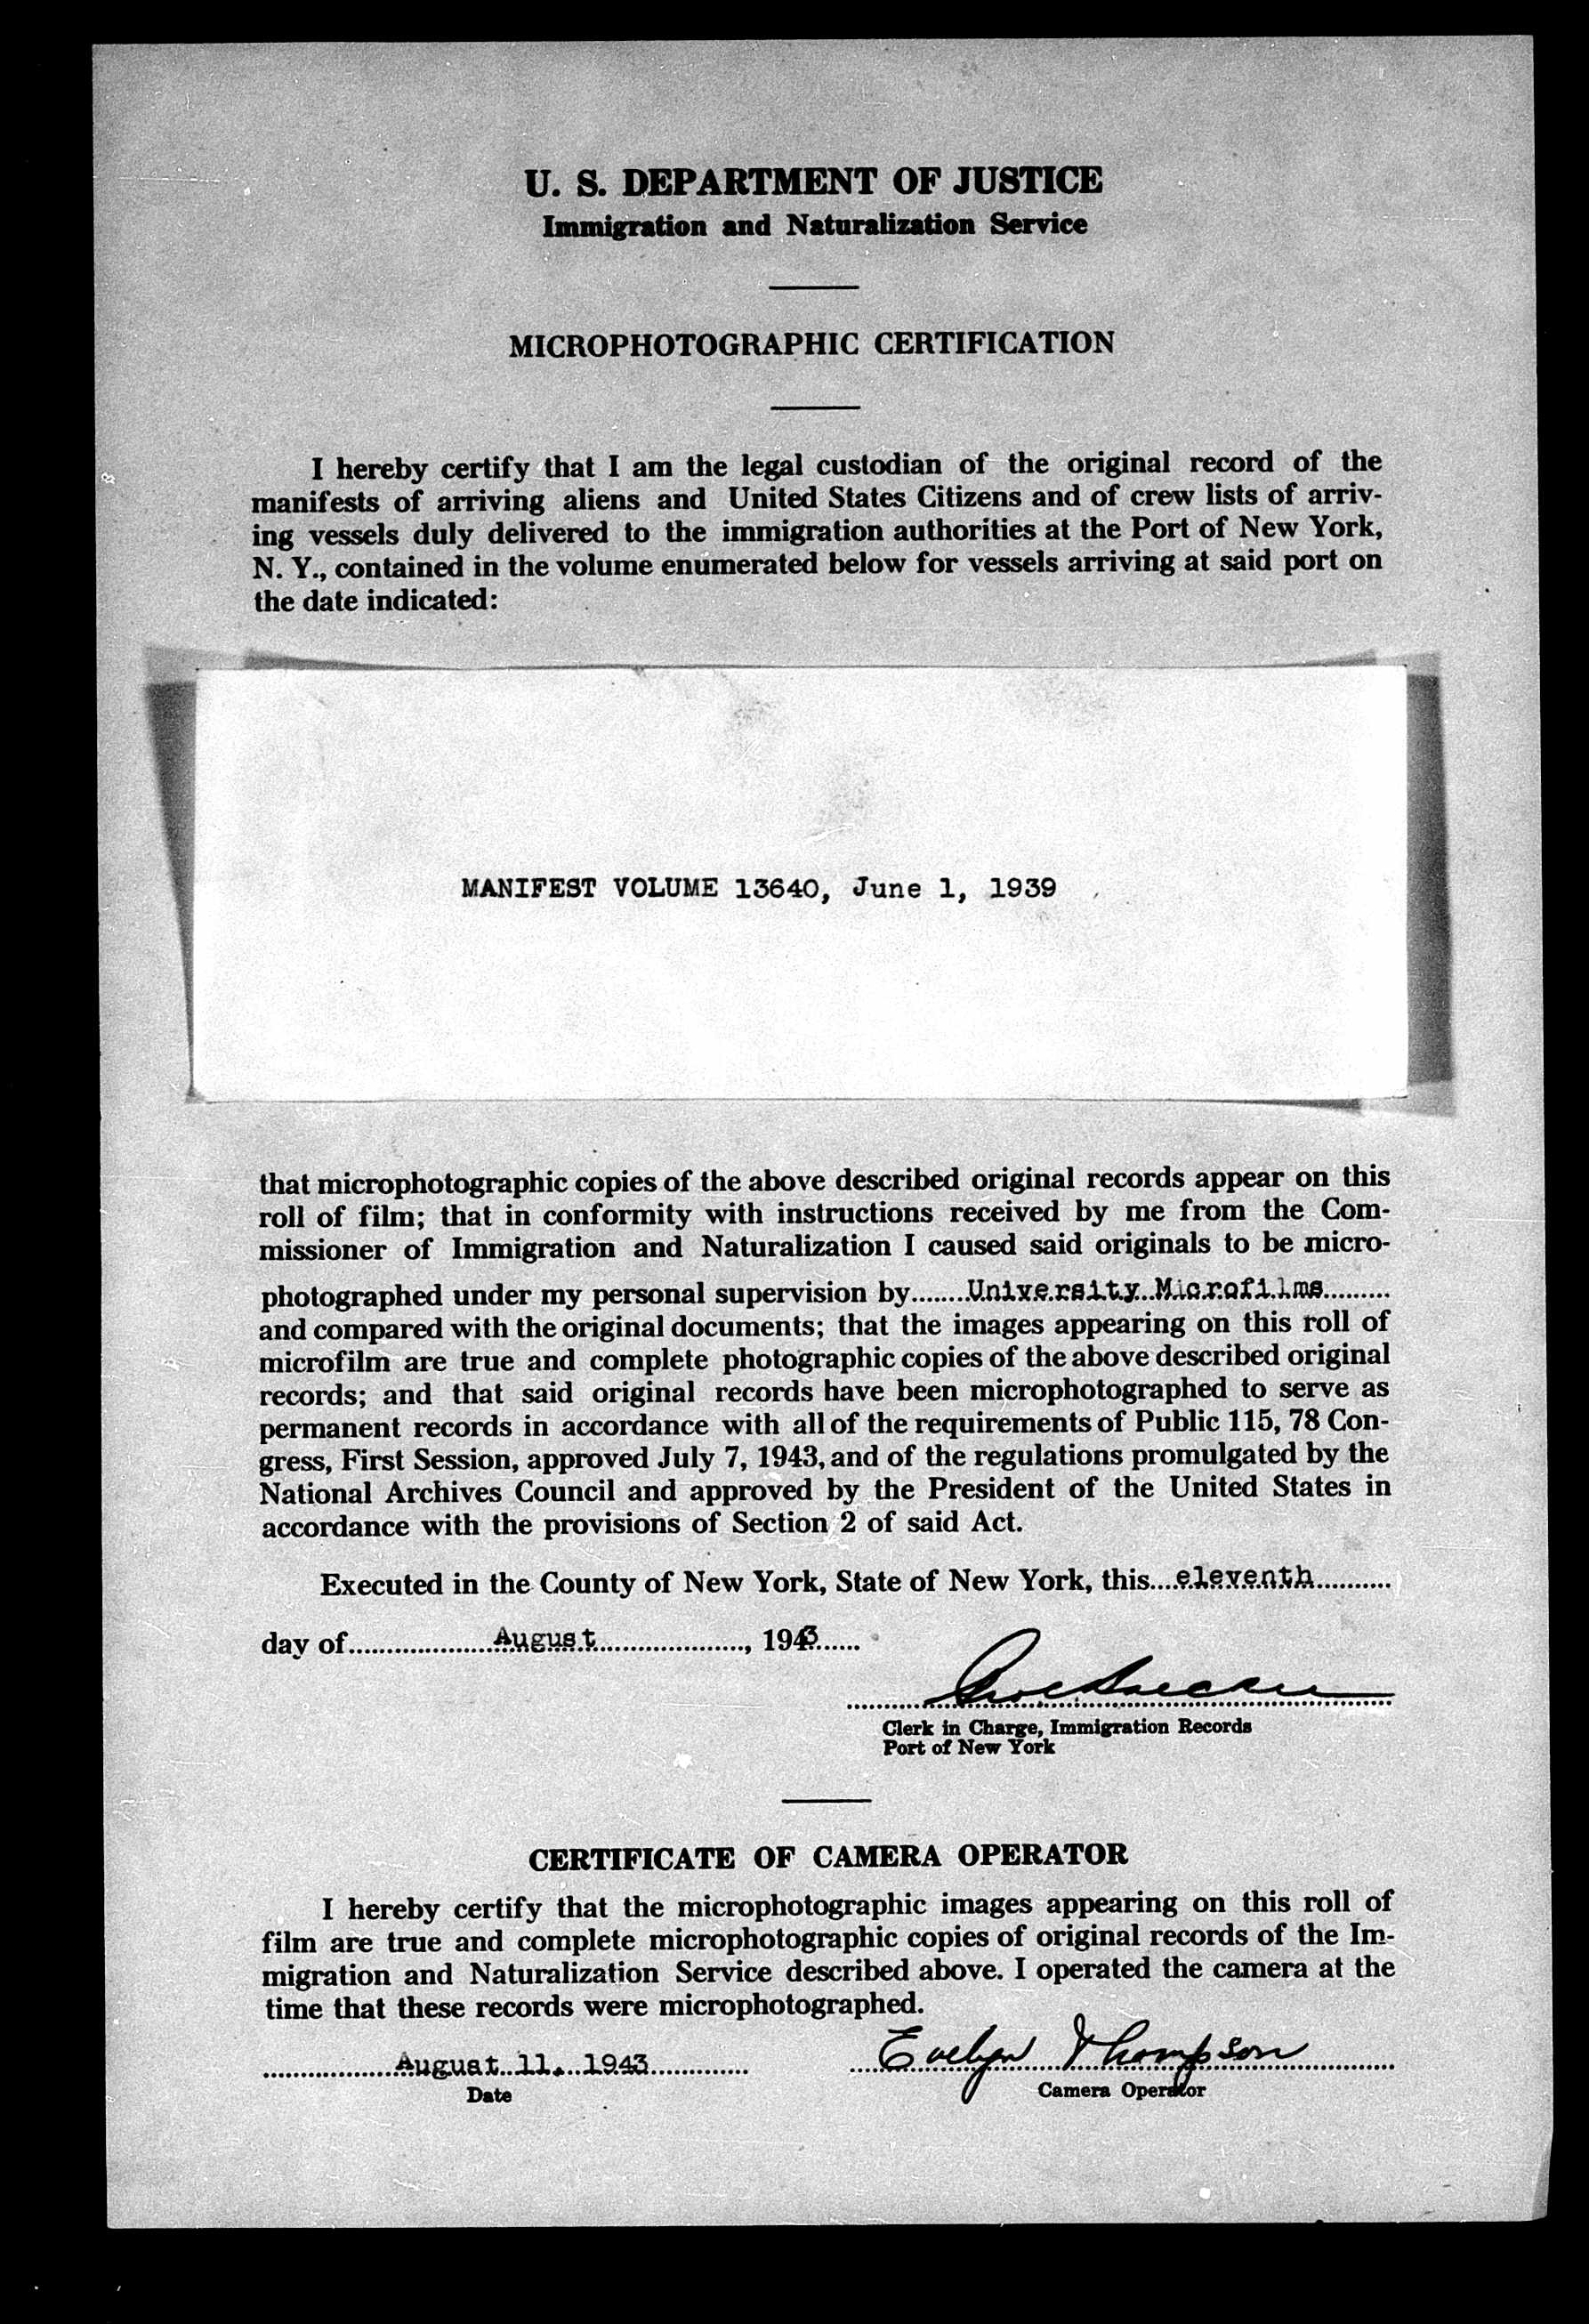 U. S. DEPARTMENT OF JUSTICE
Immigration and Naturalization Service
MICROPHOTOGRAPHIC CERTIFICATION
I hereby certify that I am the legal custodian of the original record of the
manifests of arriving aliens and United States Citizens and of crew lists of arriv-
ing vessels duly delivered to the immigration authorities at the Port of New York,
N. Y., contained in the volume enumerated below for vessels arriving at said port on
the date indicated:
MANIFEST VOLUME 13640, June 1, 1939
that microphotographic copies of the above described original records appear on this
roll of film; that in conformity with instructions received by me from the Com-
missioner of Immigration and Naturalization I caused said originals to be micro-
photographed under my personal supervision by.......University Microfilms.........
and compared with the original documents; that the images appearing on this roll of
microfilm are true and complete photographic copies of the above described original
records; and that said original records have been microphotographed to serve as
permanent records in accordance with all of the requirements of Public 115, 78 Con-
gress, First Session, approved July 7, 1943, and of the regulations promulgated by the
National Archives Council and approved by the President of the United States in
accordance with the provisions of Section 2 of said Act.
Executed in the County of New York, State of New York, this....eleventh..........
day of....................August...................., 1943......
Clerk in Charge, Immigration Records
Port of New York
CERTIFICATE OF CAMERA OPERATOR
I hereby certify that the microphotographic images appearing on this roll of
film are true and complete microphotographic copies of original records of the Im-
migration and Naturalization Service described above. I operated the camera at the
time that these records were microphotographed.
August 11, 1943 Evelyn Thompson
Date Camera Operator